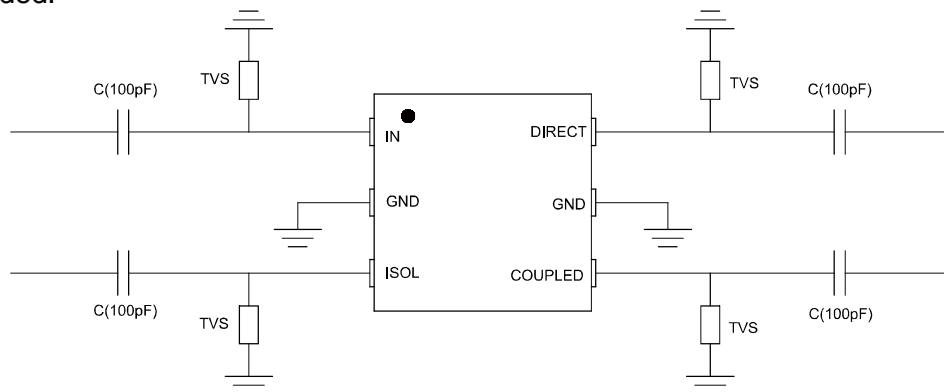 TVS
TVS
C(100pF)
C(100pF)
IN
DIRECT
GND
GND
ISOL
COUPLED
C(100pF)
C(100pF)
TVS
TVS